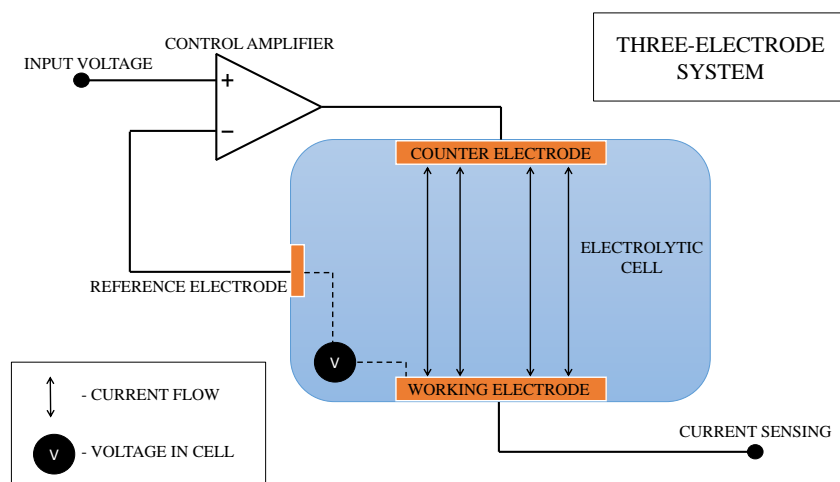 CONTROL AMPLIFIER
THREE-ELECTRODE
SYSTEM
INPUT VOLTAGE
+
−
COUNTER ELECTRODE
ELECTROLYTIC
CELL
REFERENCE ELECTRODE
V
WORKING ELECTRODE
- CURRENT FLOW
CURRENT SENSING
V
- VOLTAGE IN CELL